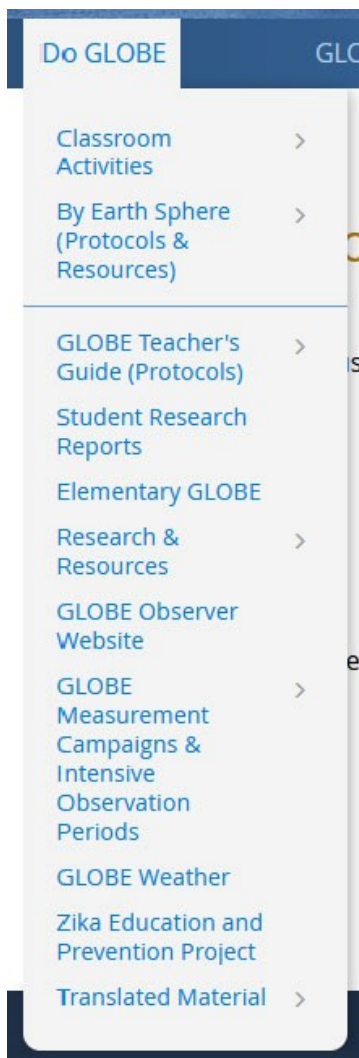 Do GLOBE
GLO
Classroom
Activities
By Earth Sphere
(Protocols &
Resources)
GLOBE Teacher's
Guide (Protocols)
Student Research
Reports
Elementary GLOBE
Research &
Resources
GLOBE Observer
Website
GLOBE
Measurement
Campaigns &
Intensive
Observation
Periods
GLOBE Weather
Zika Education and
Prevention Project
Translated Material